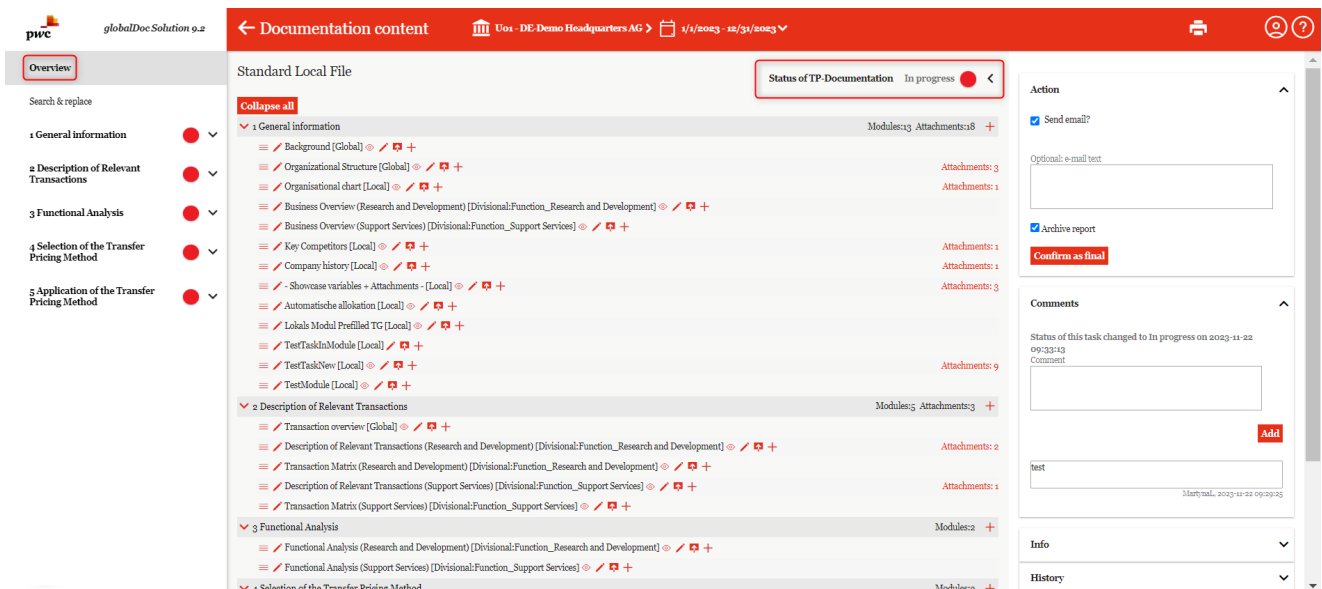 pwc
globalDoc Solution 9.2
Documentation content
U01 - DE-Demo Headquarters AG
1/1/2023 - 12/31/2023
Overview
Search & replace
1 General information
2 Description of Relevant
Transactions
3 Functional Analysis
4 Selection of the Transfer
Pricing Method
5 Application of the Transfer
Pricing Method
Standard Local File
Status of TP-Documentation In progress
Collapse all
1 General information Modules:13 Attachments:18
Background [Global]
Organizational Structure [Global] Attachments: 3
Organisational chart [Local] Attachments: 1
Business Overview (Research and Development) [Divisional:Function_Research and Development]
Business Overview (Support Services) [Divisional:Function_Support Services]
Key Competitors [Local] Attachments: 1
Company history [Local] Attachments: 1
- Showcase variables + Attachments - [Local] Attachments: 3
Automatische allokation [Local]
Lokals Modul Prefilled TG [Local]
TestTaskInModule [Local]
TestTaskNew [Local] Attachments: 9
TestModule [Local]
2 Description of Relevant Transactions Modules:5 Attachments:3
Transaction overview [Global]
Description of Relevant Transactions (Research and Development) [Divisional:Function_Research and Development] Attachments: 2
Transaction Matrix (Research and Development) [Divisional:Function_Research and Development]
Description of Relevant Transactions (Support Services) [Divisional:Function_Support Services] Attachments: 1
Transaction Matrix (Support Services) [Divisional:Function_Support Services]
3 Functional Analysis Modules:2
Functional Analysis (Research and Development) [Divisional:Function_Research and Development]
Functional Analysis (Support Services) [Divisional:Function_Support Services]
4 Selection of the Transfer Pricing Method
Action
Send email?
Optional: e-mail text
Archive report
Confirm as final
Comments
Status of this task changed to In progress on 2023-11-22
09:33:13
Comment
Add
test
MartynaL, 2023-11-22 09:29:25
Info
History